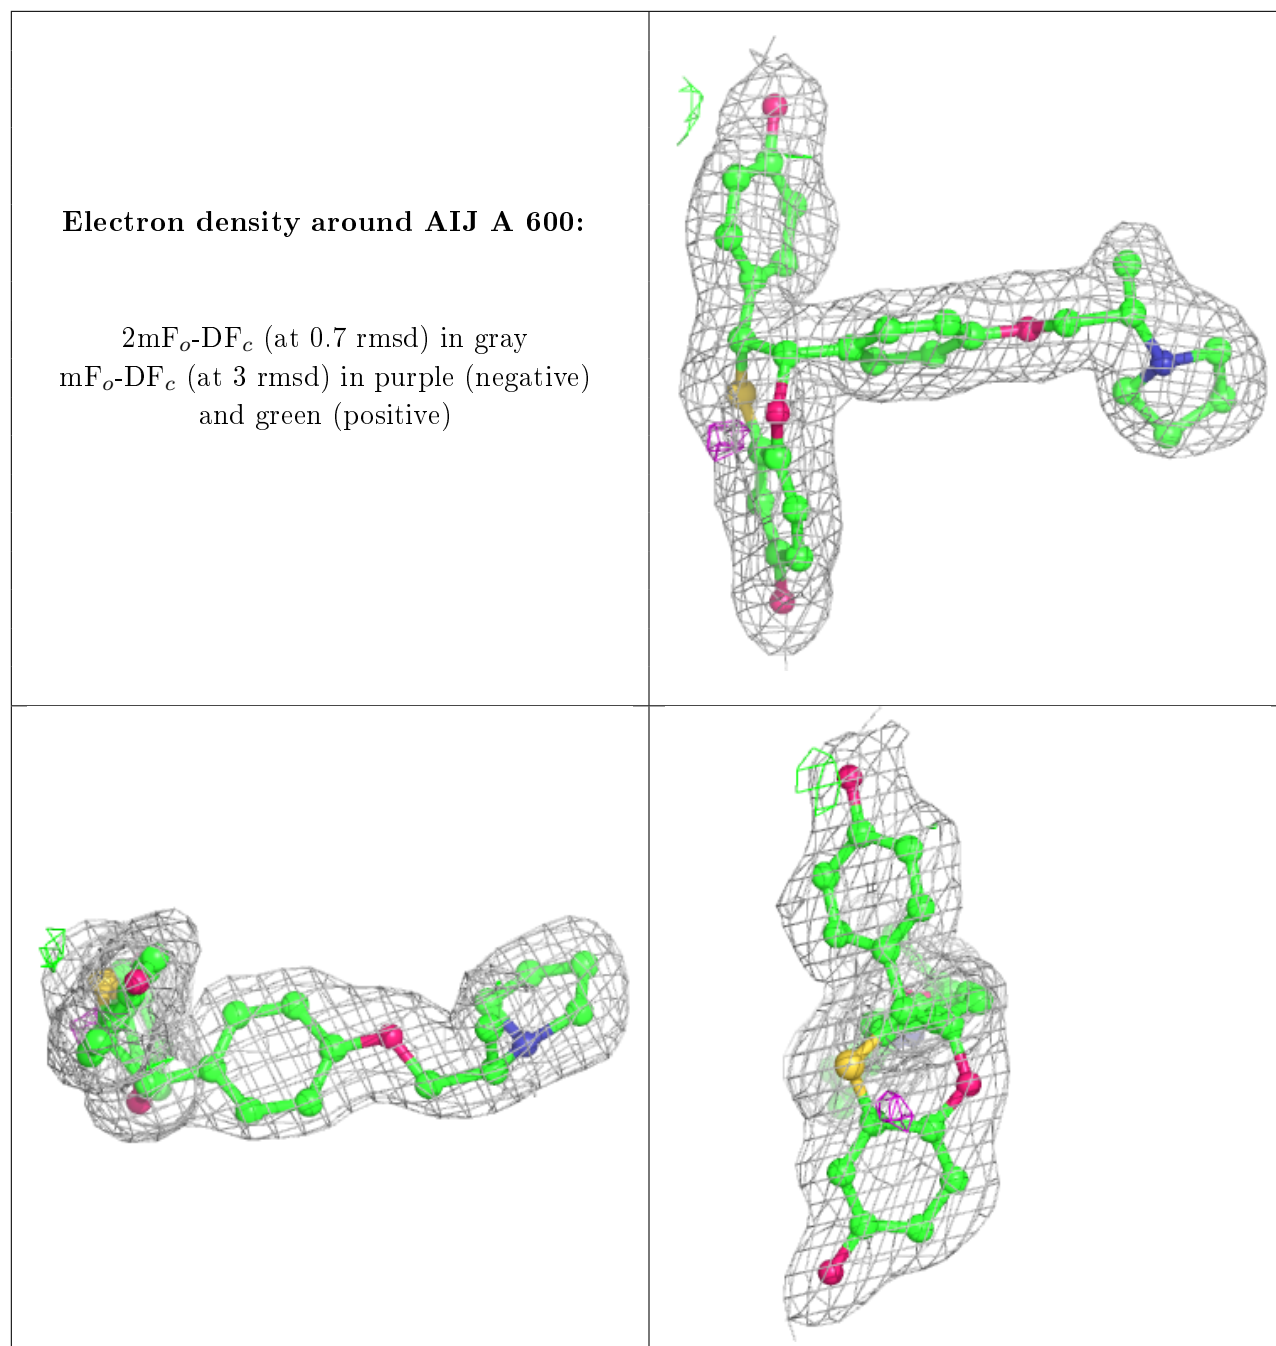 Electron density around AIJ A 600:
2mFo-DFc (at 0.7 rmsd) in gray
mFo-DFc (at 3 rmsd) in purple (negative)
and green (positive)